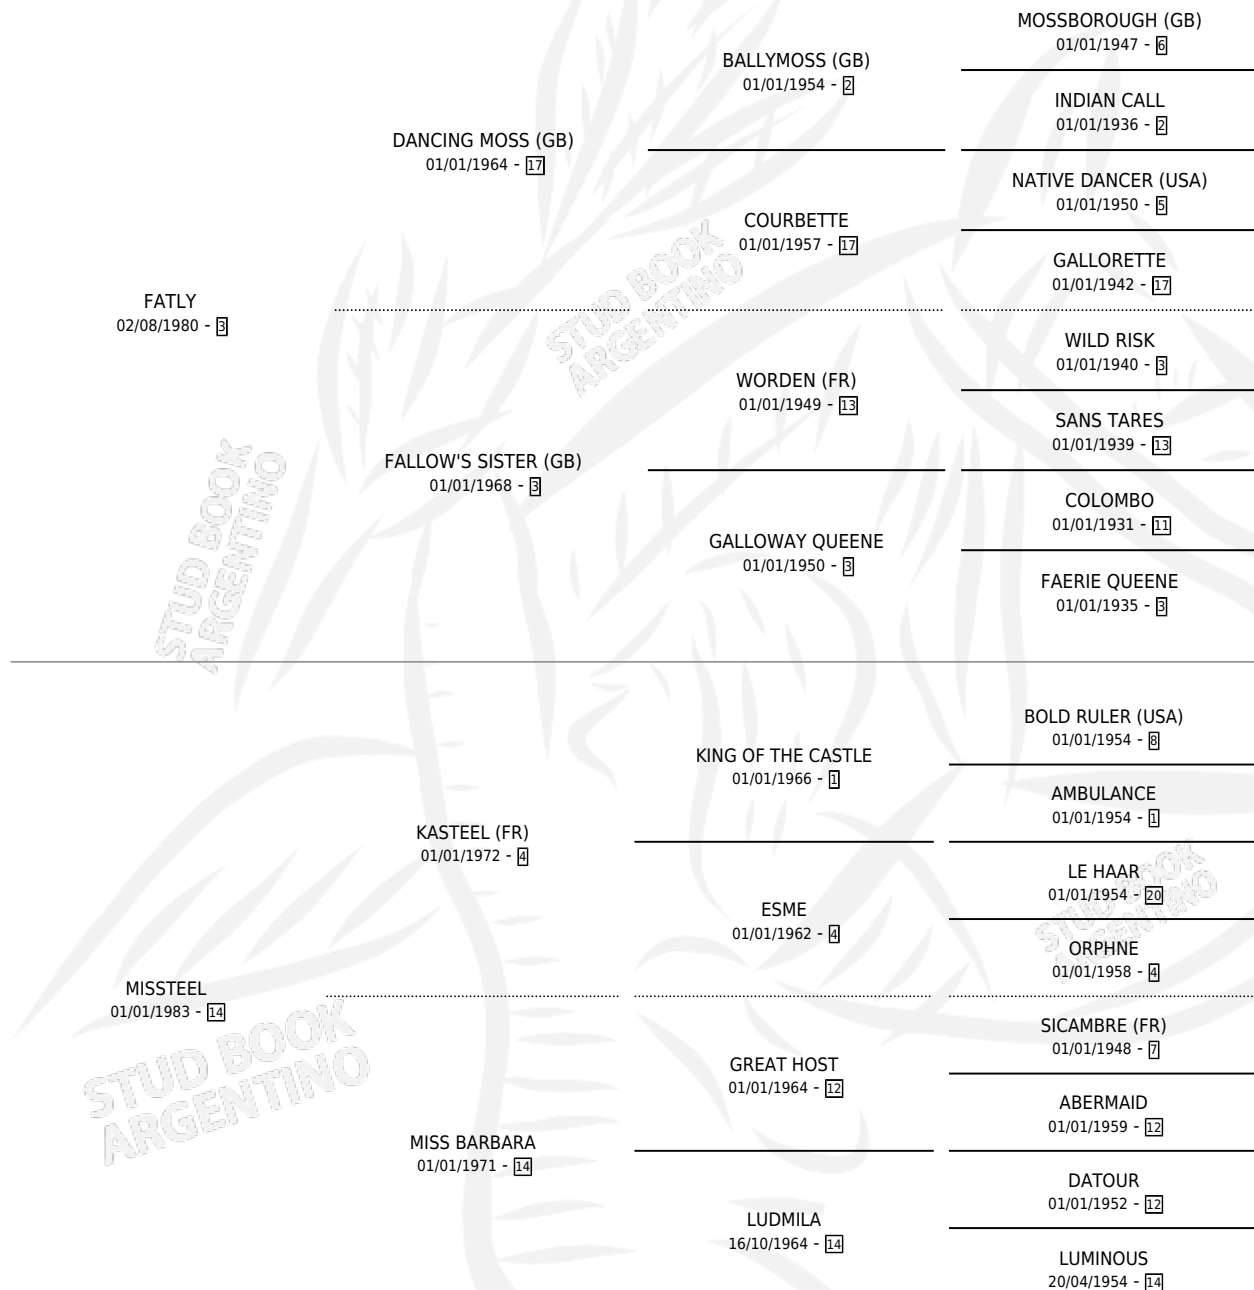 MOSSBOROUGH (GB)
01/01/1947 - 6
BALLYMOSS (GB)
01/01/1954 - 2
INDIAN CALL
01/01/1936 - 2
DANCING MOSS (GB)
01/01/1964 - 17
NATIVE DANCER (USA)
01/01/1950 - 5
COURBETTE
01/01/1957 - 17
GALLORETTE
01/01/1942 - 17
FATLY
02/08/1980 - 3
WILD RISK
01/01/1940 - 3
WORDEN (FR)
01/01/1949 - 13
SANS TARES
01/01/1939 - 13
FALLOW'S SISTER (GB)
01/01/1968 - 3
COLOMBO
01/01/1931 - 11
GALLOWAY QUEENE
01/01/1950 - 3
FAERIE QUEENE
01/01/1935 - 3
BOLD RULER (USA)
01/01/1954 - 8
KING OF THE CASTLE
01/01/1966 - 1
AMBULANCE
01/01/1954 - 1
KASTEEL (FR)
01/01/1972 - 4
LE HAAR
01/01/1954 - 20
ESME
01/01/1962 - 4
ORPHNE
01/01/1958 - 4
MISSTEEL
01/01/1983 - 14
SICAMBRE (FR)
01/01/1948 - 7
GREAT HOST
01/01/1964 - 12
ABERMAID
01/01/1959 - 12
MISS BARBARA
01/01/1971 - 14
DATOUR
01/01/1952 - 12
LUDMILA
16/10/1964 - 14
LUMINOUS
20/04/1954 - 14
STUD BOOK
ARGENTINO
STUD BOOK
ARGENTINO
STUD BOOK
ARGENTINO
STUD BOOK
ARGENTINO